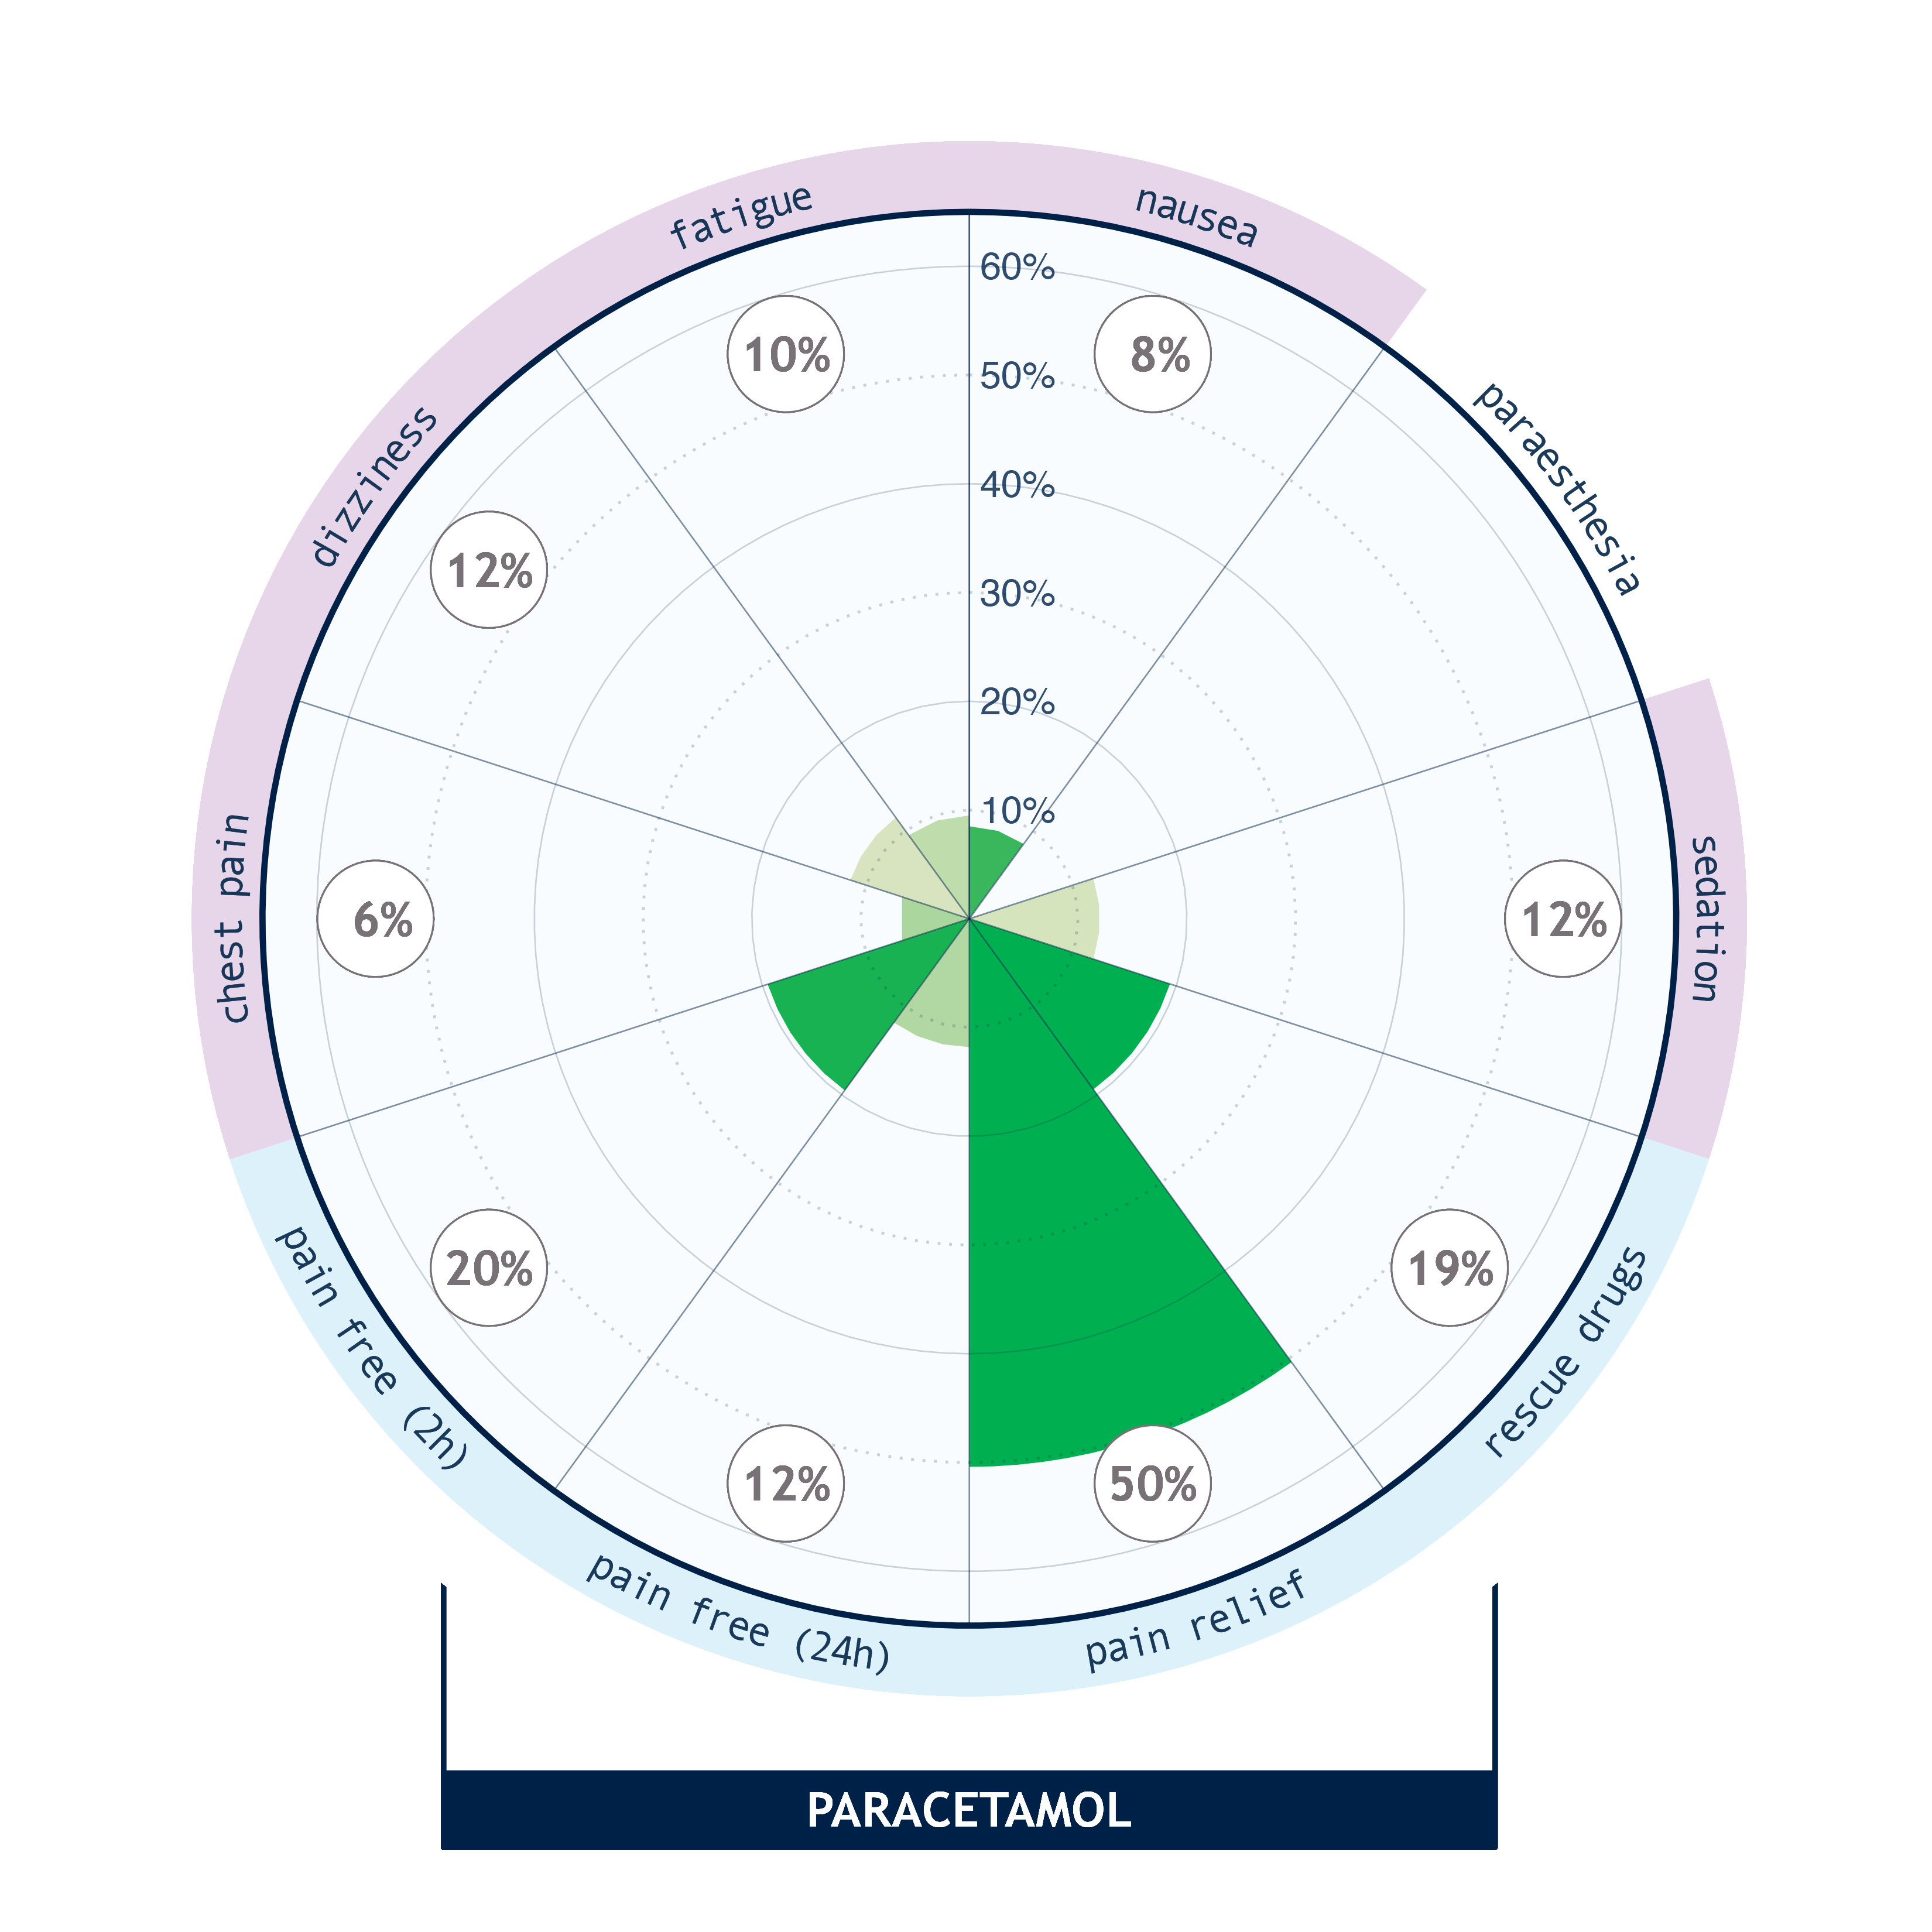 fatigue
nausea
paraesthesia
sedation
rescue drugs
pain relief
pain free (24h)
pain free (2h)
chest pain
dizziness
60%
50%
40%
30%
20%
10%
10%
8%
12%
19%
50%
12%
20%
6%
12%
PARACETAMOL